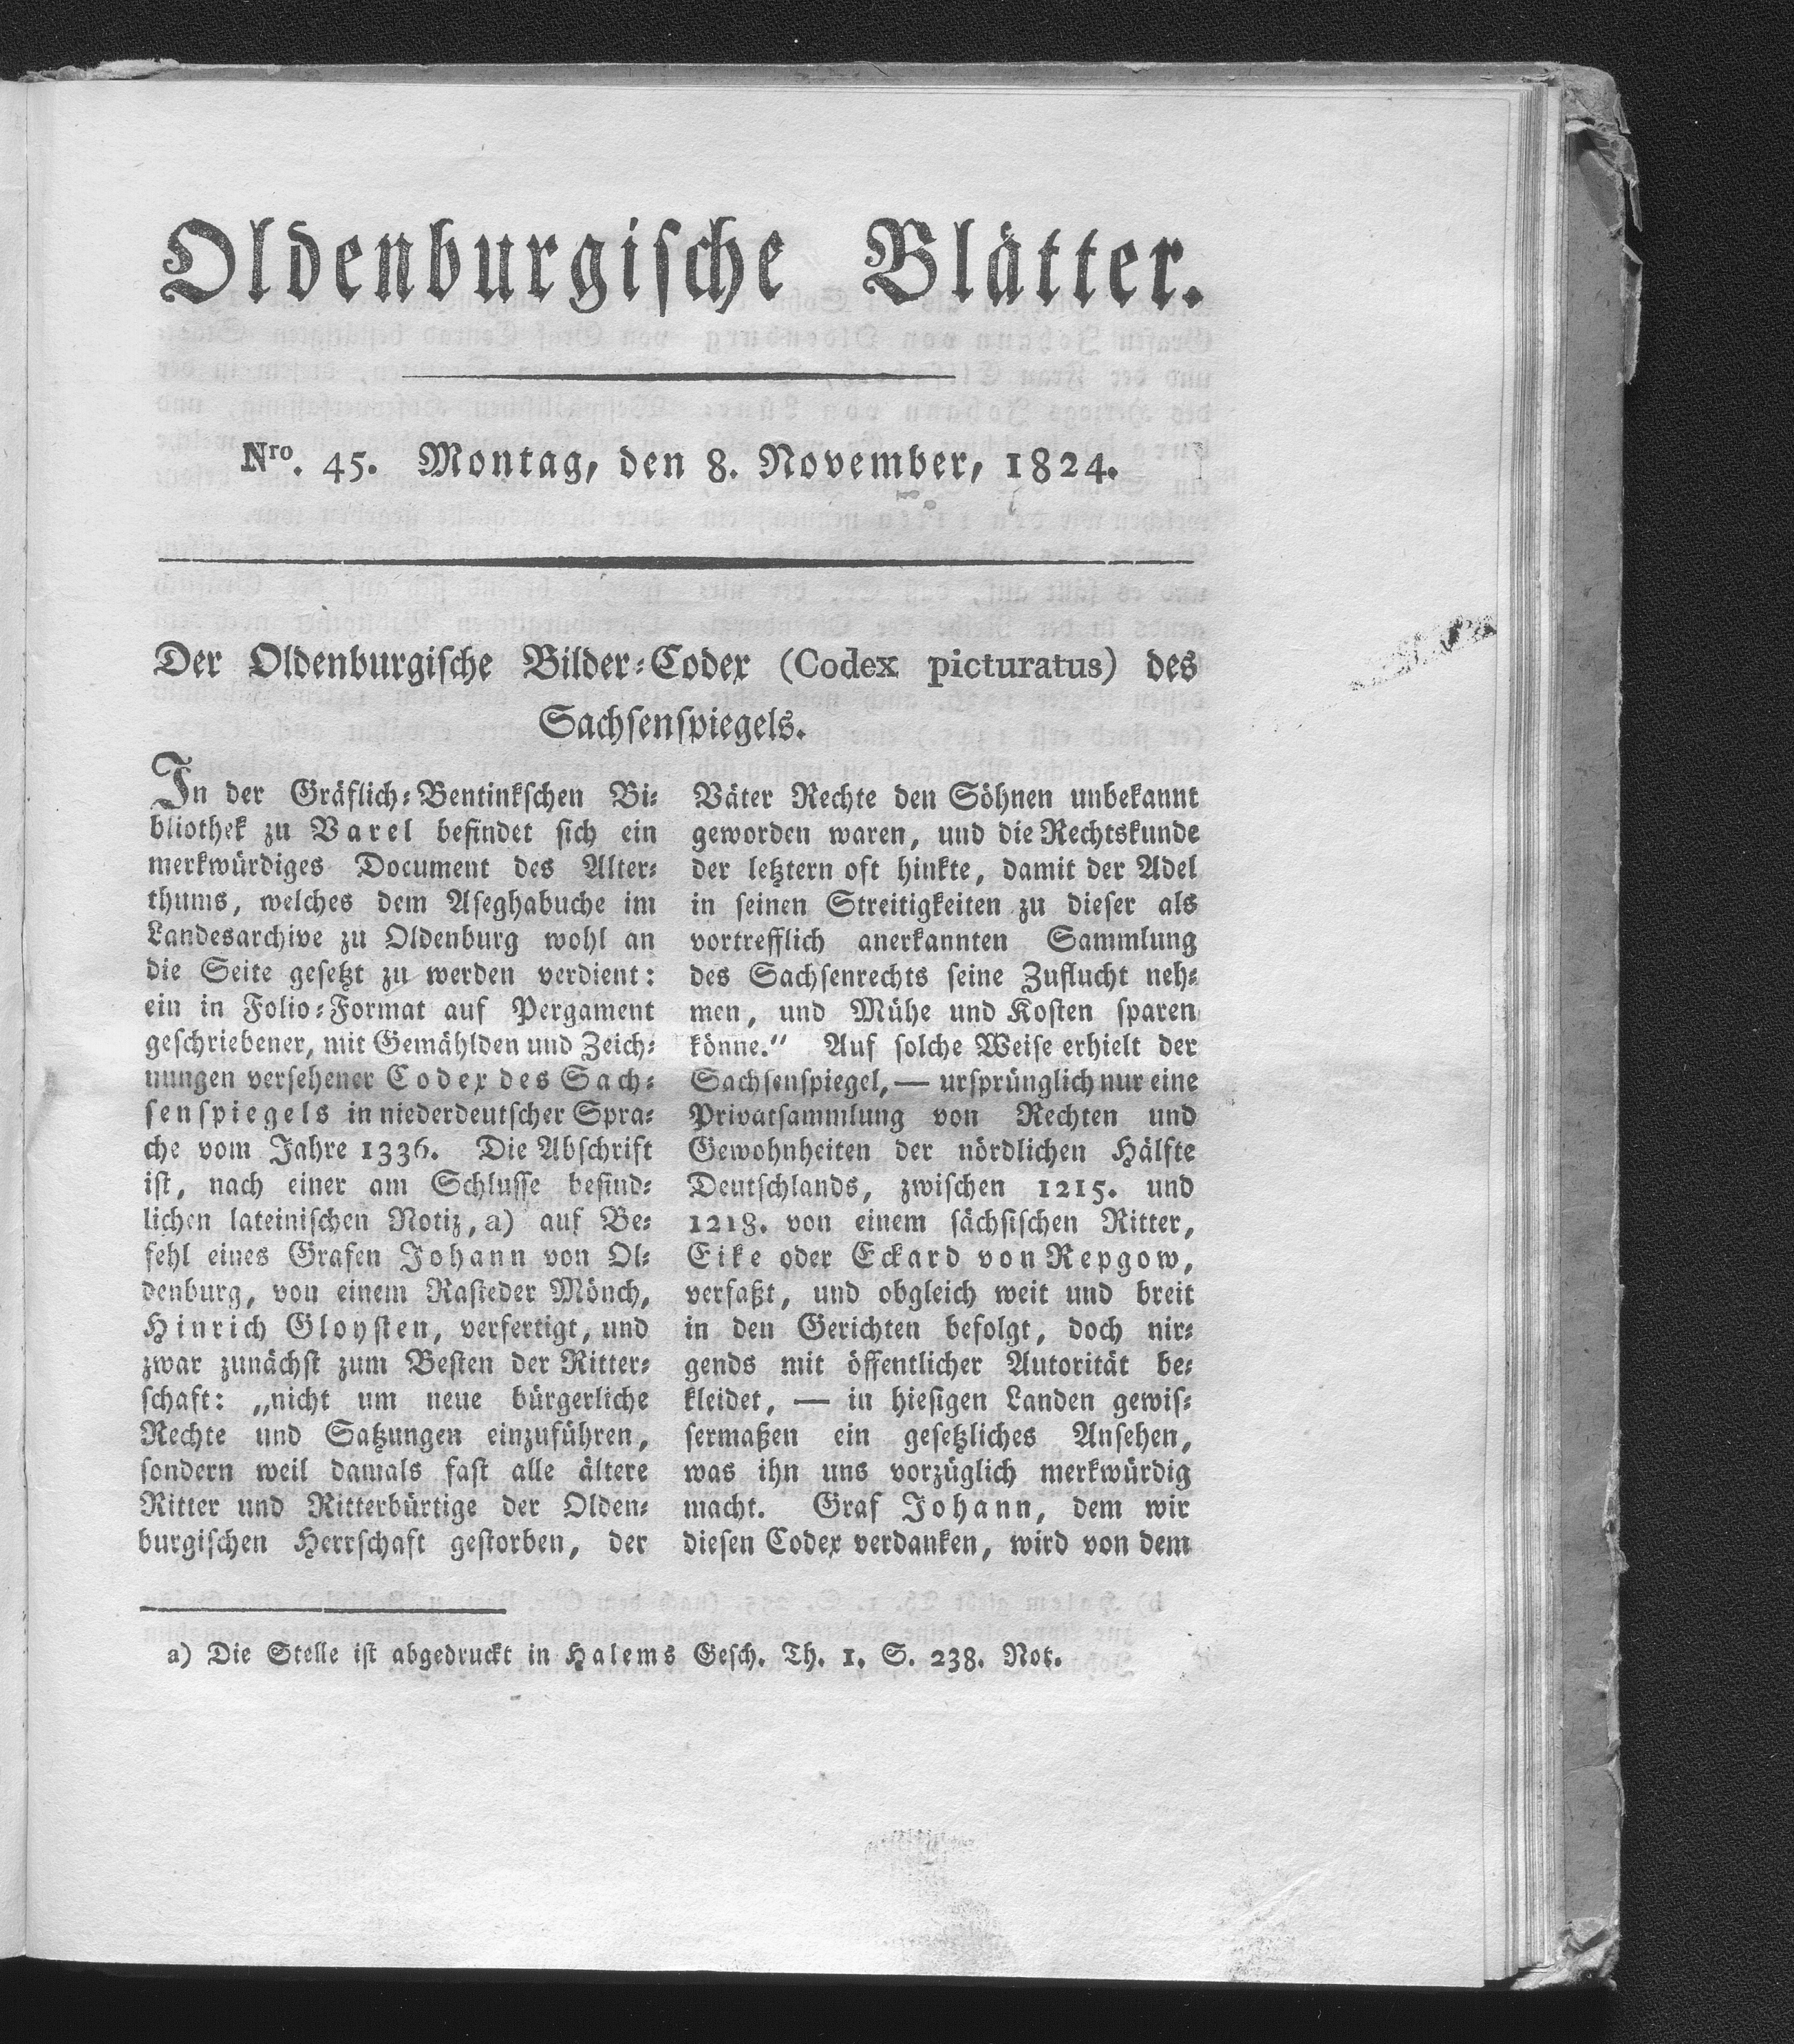 Oldenburgische Blätter.
Nro. 45. Montag, den 8. November, 1824.
Der Oldenburgische Bilder-Codex (Codex picturatus) des
Sachsenspiegels.
In der Gräflich-Bentinkschen Bi-
bliothek zu Varel befindet sich ein
merkwürdiges Document des Alter-
thums, welches dem Aseghabuche im
Landesarchive zu Oldenburg wohl an
die Seite gesetzt zu werden verdient:
ein in Folio-Format auf Pergament
geschriebener, mit Gemählden und Zeich-
nungen versehener Codex des Sach-
senspiegels in niederdeutscher Spra-
che vom Jahre 1336. Die Abschrift
ist, nach einer am Schlusse befind-
lichen lateinischen Notiz, a) auf Be-
fehl eines Grafen Johann von Ol-
denburg, von einem Rasteder Mönch,
Hinrich Gloysten, verfertigt, und
zwar zunächst zum Besten der Ritter-
schaft: „nicht um neue bürgerliche
Rechte und Satzungen einzuführen,
sondern weil damals fast alle ältere
Ritter und Ritterbürtige der Olden-
burgischen Herrschaft gestorben, der
Väter Rechte den Söhnen unbekannt
geworden waren, und die Rechtskunde
der letztern oft hinkte, damit der Adel
in seinen Streitigkeiten zu dieser als
vortrefflich anerkannten Sammlung
des Sachsenrechts seine Zuflucht neh-
men, und Mühe und Kosten sparen
könne.“ Auf solche Weise erhielt der
Sachsenspiegel, — ursprünglich nur eine
Privatsammlung von Rechten und
Gewohnheiten der nördlichen Hälfte
Deutschlands, zwischen 1215. und
1218. von einem sächsischen Ritter,
Eike oder Eckard von Repgow,
verfaßt, und obgleich weit und breit
in den Gerichten befolgt, doch nir-
gends mit öffentlicher Autorität be-
kleidet, — in hiesigen Landen gewis-
sermaßen ein gesetzliches Ansehen,
was ihn uns vorzüglich merkwürdig
macht. Graf Johann, dem wir
diesen Codex verdanken, wird von dem
a) Die Stelle ist abgedruckt in Halems Gesch. Th. 1. S. 238. Not.